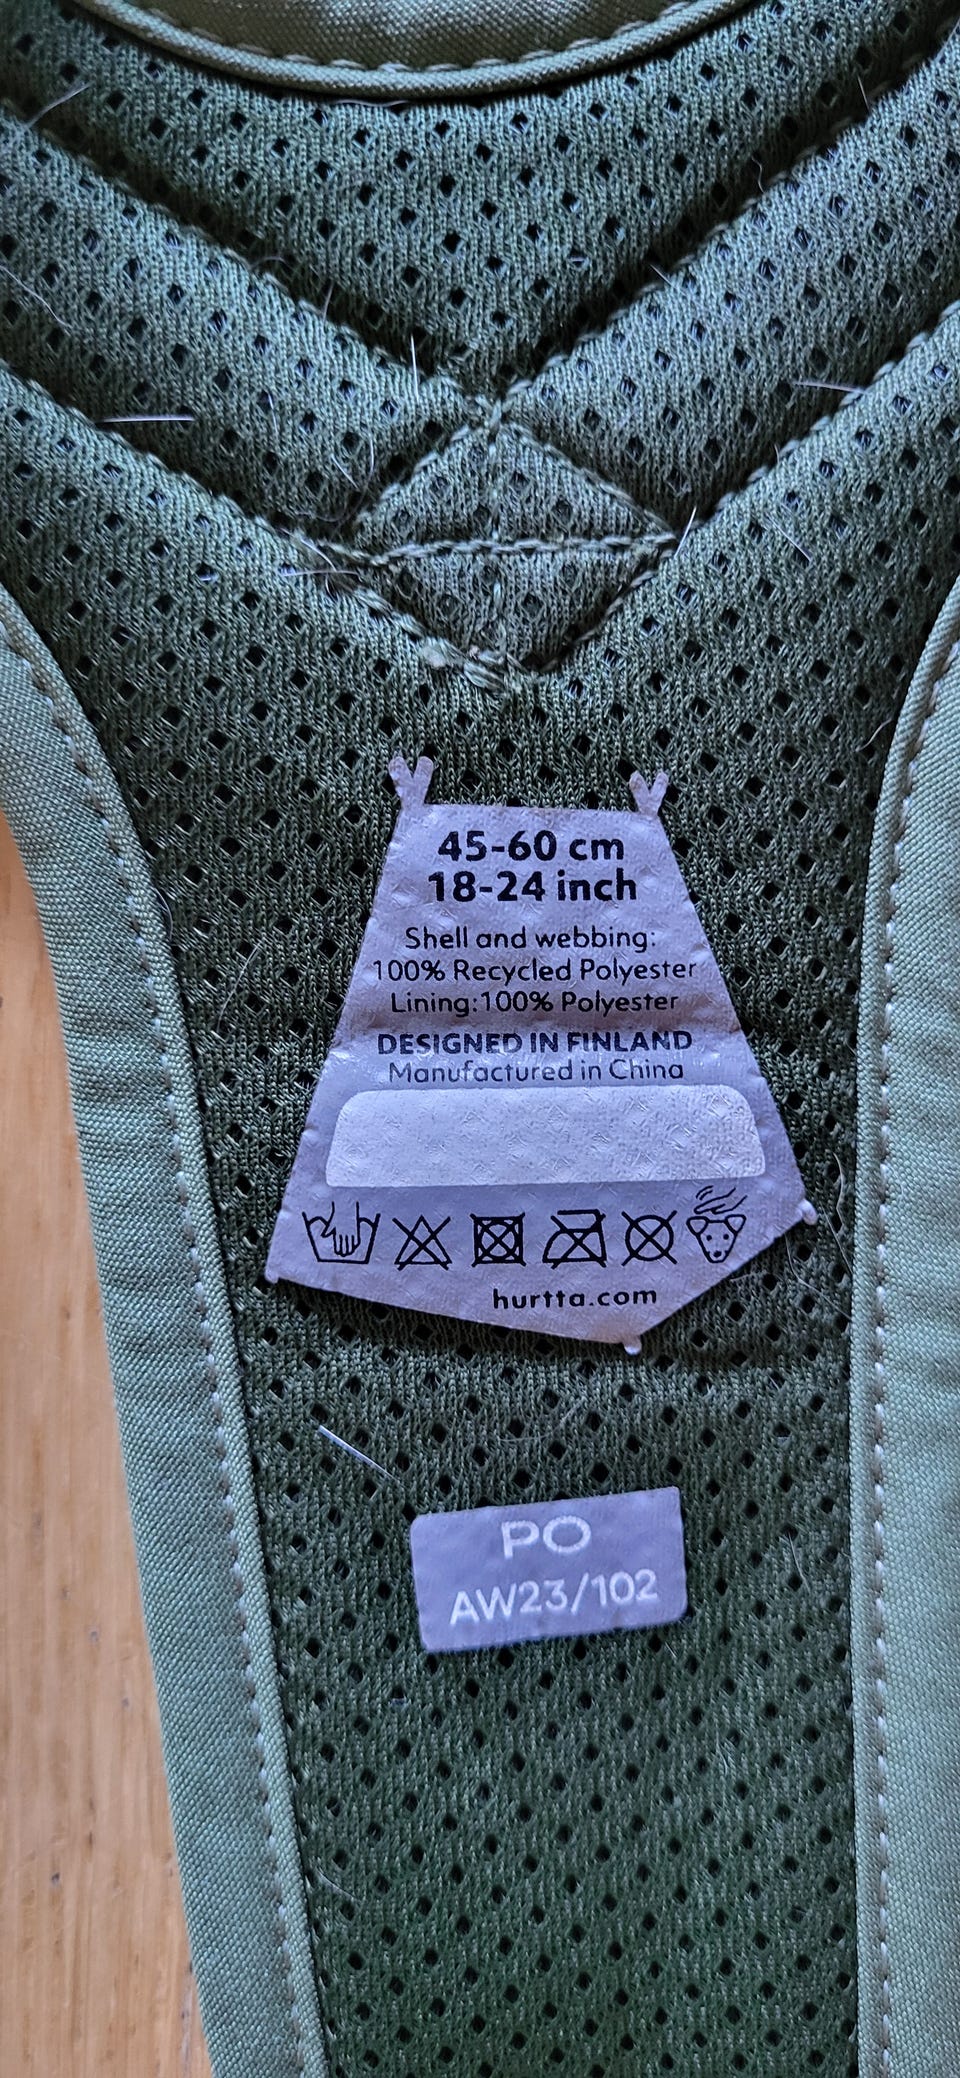 45-60 cm
18-24 inch
Shell and webbing:
100% Recycled Polyester
Lining:100% Polyester
DESIGNED IN FINLAND
Manufactured in China
hurtta.com
PO
AW23/102